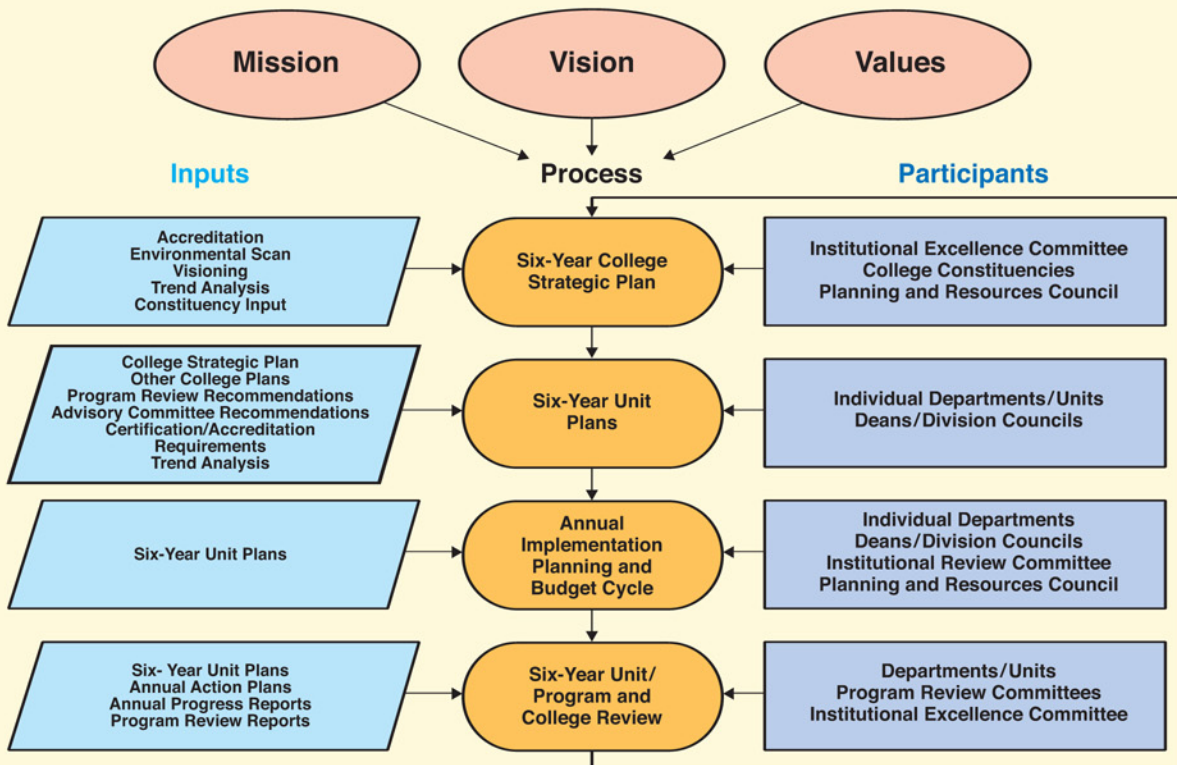 Mission
Vision
Values
Inputs
Process
Participants
Accreditation
Environmental Scan
Visioning
Trend Analysis
Constituency Input
Six-Year College
Strategic Plan
Institutional Excellence Committee
College Constituencies
Planning and Resources Council
College Strategic Plan
Other College Plans
Program Review Recommendations
Advisory Committee Recommendations
Certification/Accreditation
Requirements
Trend Analysis
Six-Year Unit
Plans
Individual Departments/Units
Deans/Division Councils
Six-Year Unit Plans
Annual
Implementation
Planning and
Budget Cycle
Individual Departments
Deans/Division Councils
Institutional Review Committee
Planning and Resources Council
Six- Year Unit Plans
Annual Action Plans
Annual Progress Reports
Program Review Reports
Six-Year Unit/
Program and
College Review
Departments/Units
Program Review Committees
Institutional Excellence Committee